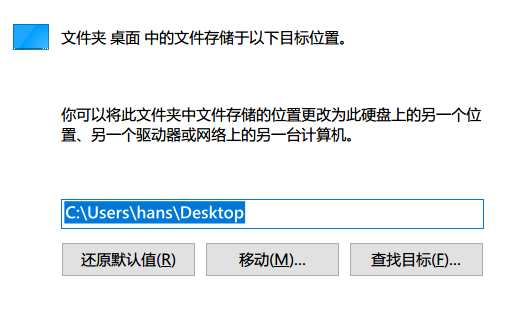 文件夹 桌面 中的文件存储于以下目标位置。
你可以将此文件夹中文件存储的位置更改为此硬盘上的另一个位
置、另一个驱动器或网络上的另一台计算机。
C:\Users\hans\Desktop
还原默认值(R) 移动(M)... 查找目标(F)...